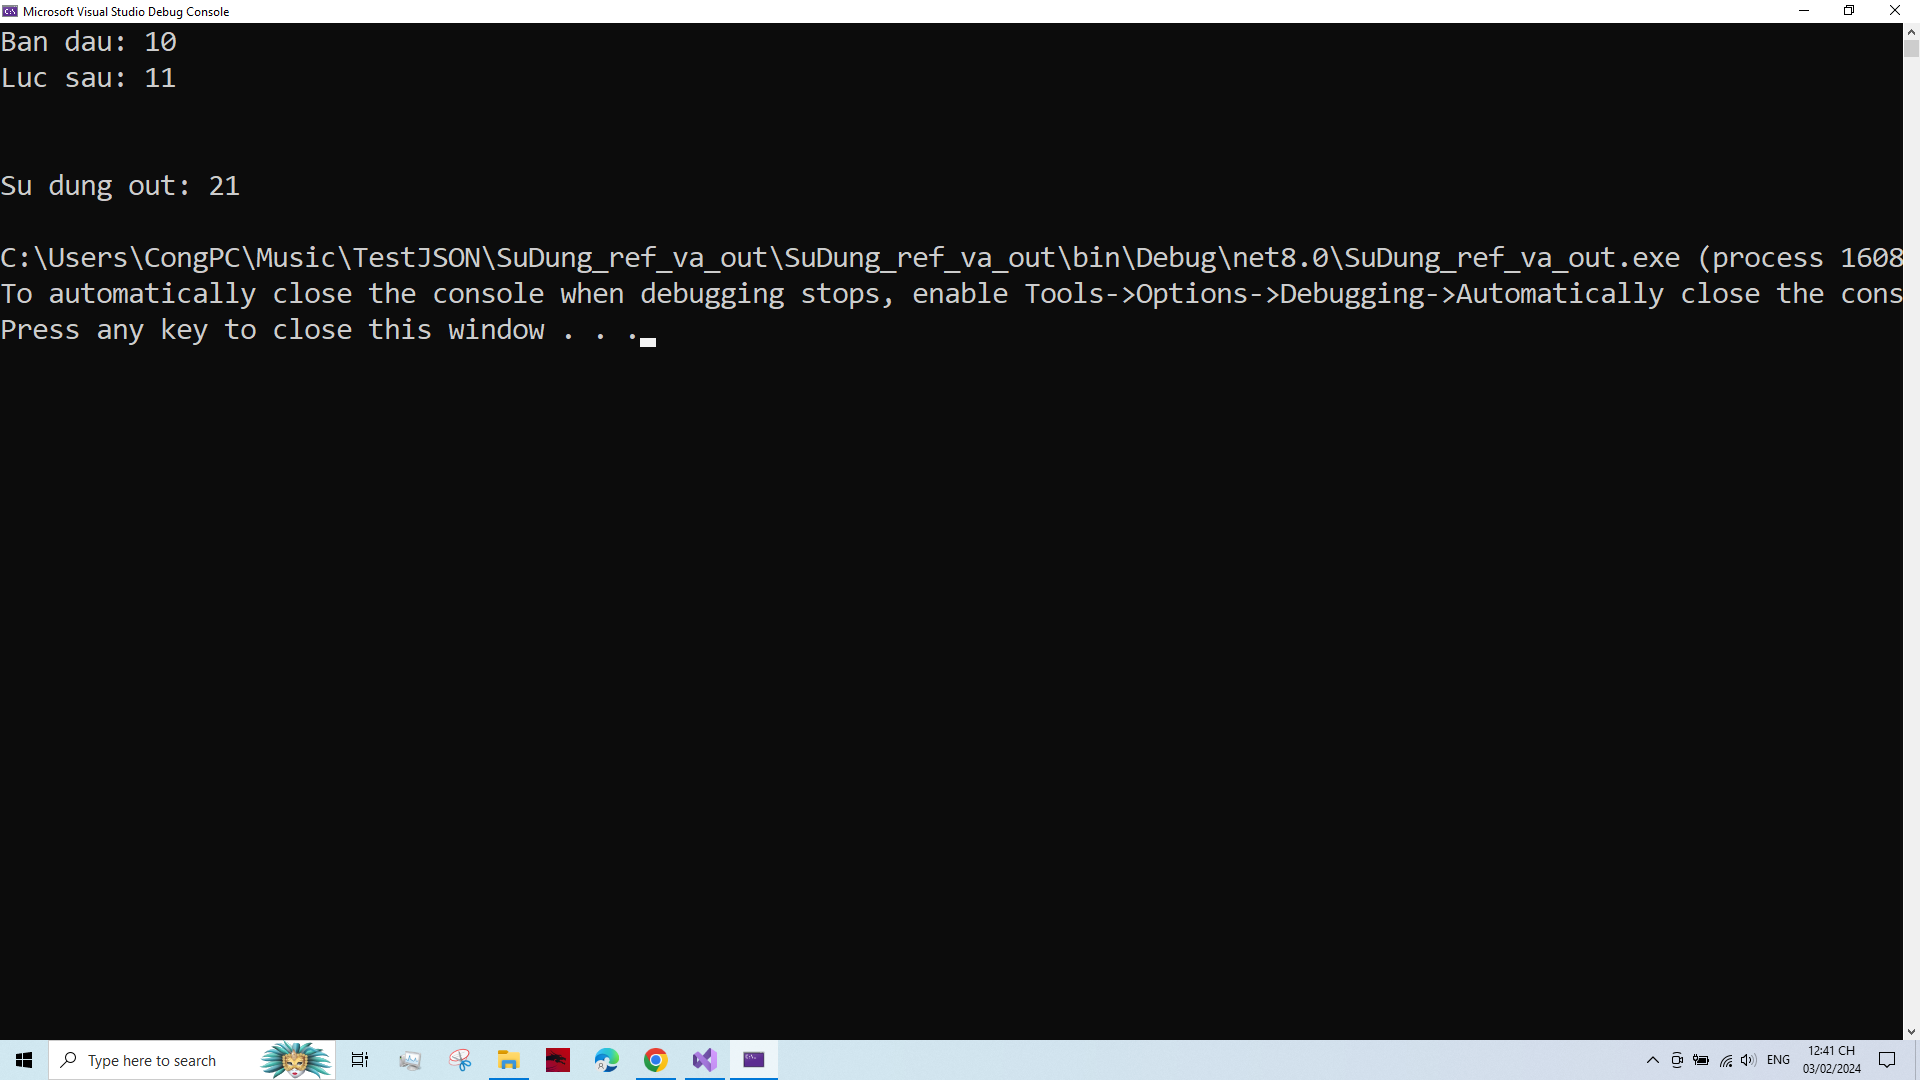 Microsoft Visual Studio Debug Console
Ban dau: 10
Luc sau: 11
Su dung out: 21
C:\Users\CongPC\Music\TestJSON\SuDung_ref_va_out\SuDung_ref_va_out\bin\Debug\net8.0\SuDung_ref_va_out.exe (process 1608
To automatically close the console when debugging stops, enable Tools->Options->Debugging->Automatically close the cons
Press any key to close this window . . .
Type here to search
ENG
12:41 CH
03/02/2024